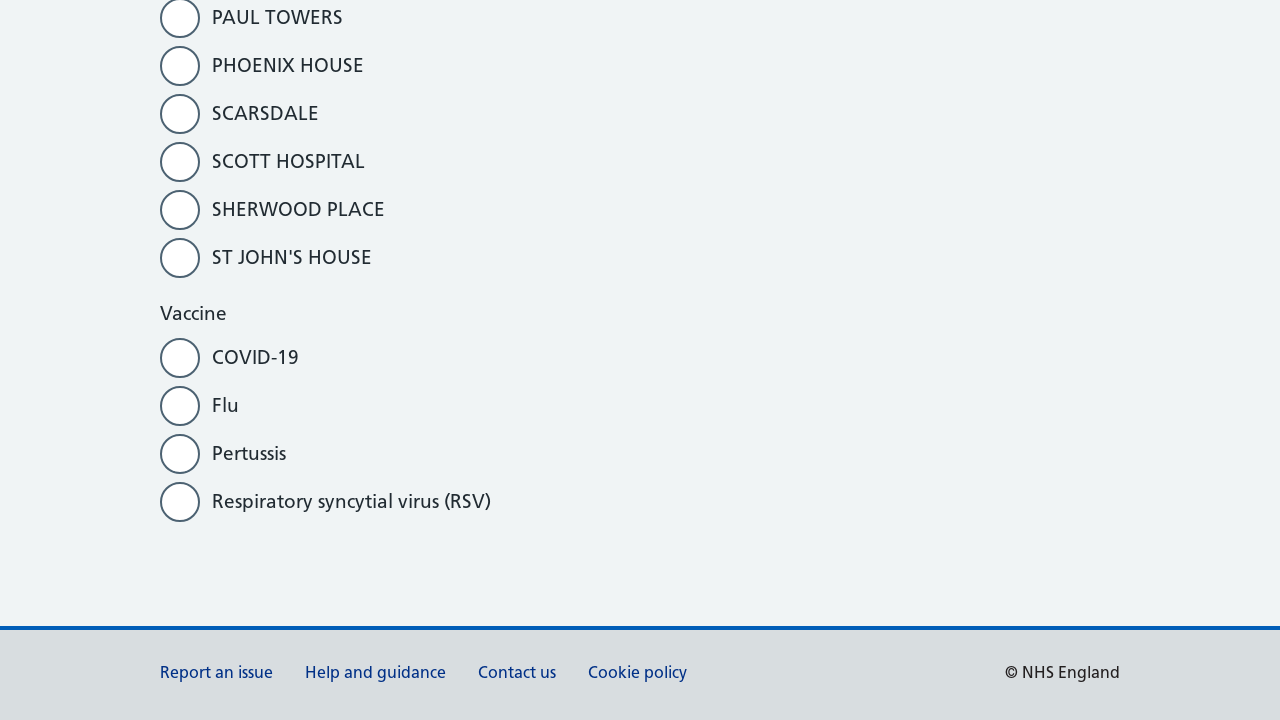 PAUL TOWERS
PHOENIX HOUSE
SCARSDALE
SCOTT HOSPITAL
SHERWOOD PLACE
ST JOHN'S HOUSE
Vaccine
COVID-19
Flu
Pertussis
Respiratory syncytial virus (RSV)
Report an issue Help and guidance Contact us Cookie policy © NHS England